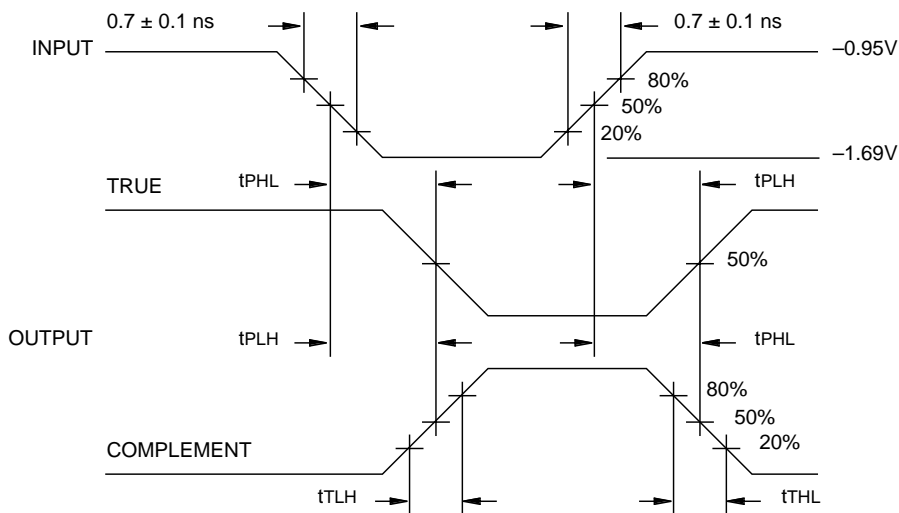 0.7 ± 0.1 ns 0.7 ± 0.1 ns
INPUT –0.95V
80%
50%
20%
–1.69V
tPHL tPLH
TRUE
50%
OUTPUT tPLH tPHL
80%
50%
COMPLEMENT 20%
tTLH tTHL